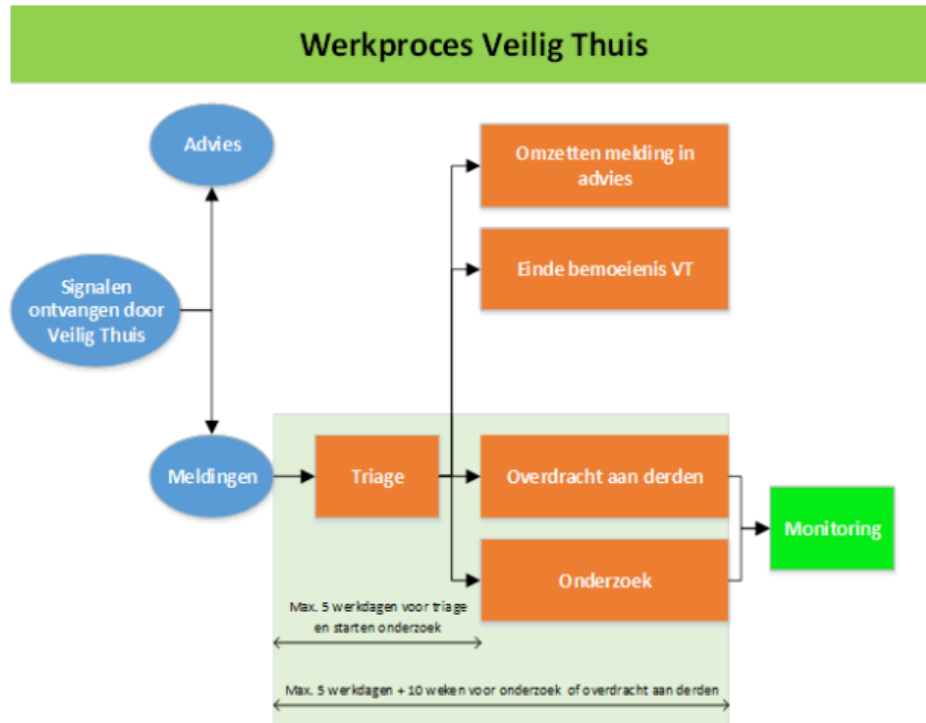 Werkproces Veilig Thuis
Advies
Omzetten melding in
advies
Signalen
ontvangen door
Veilig Thuis
Einde bemoeienis VT
Meldingen
Triage
Overdracht aan derden
Monitoring
Onderzoek
Max. 5 werkdagen voor triage
en starten onderzoek
Max. 5 werkdagen + 10 weken voor onderzoek of overdracht aan derden